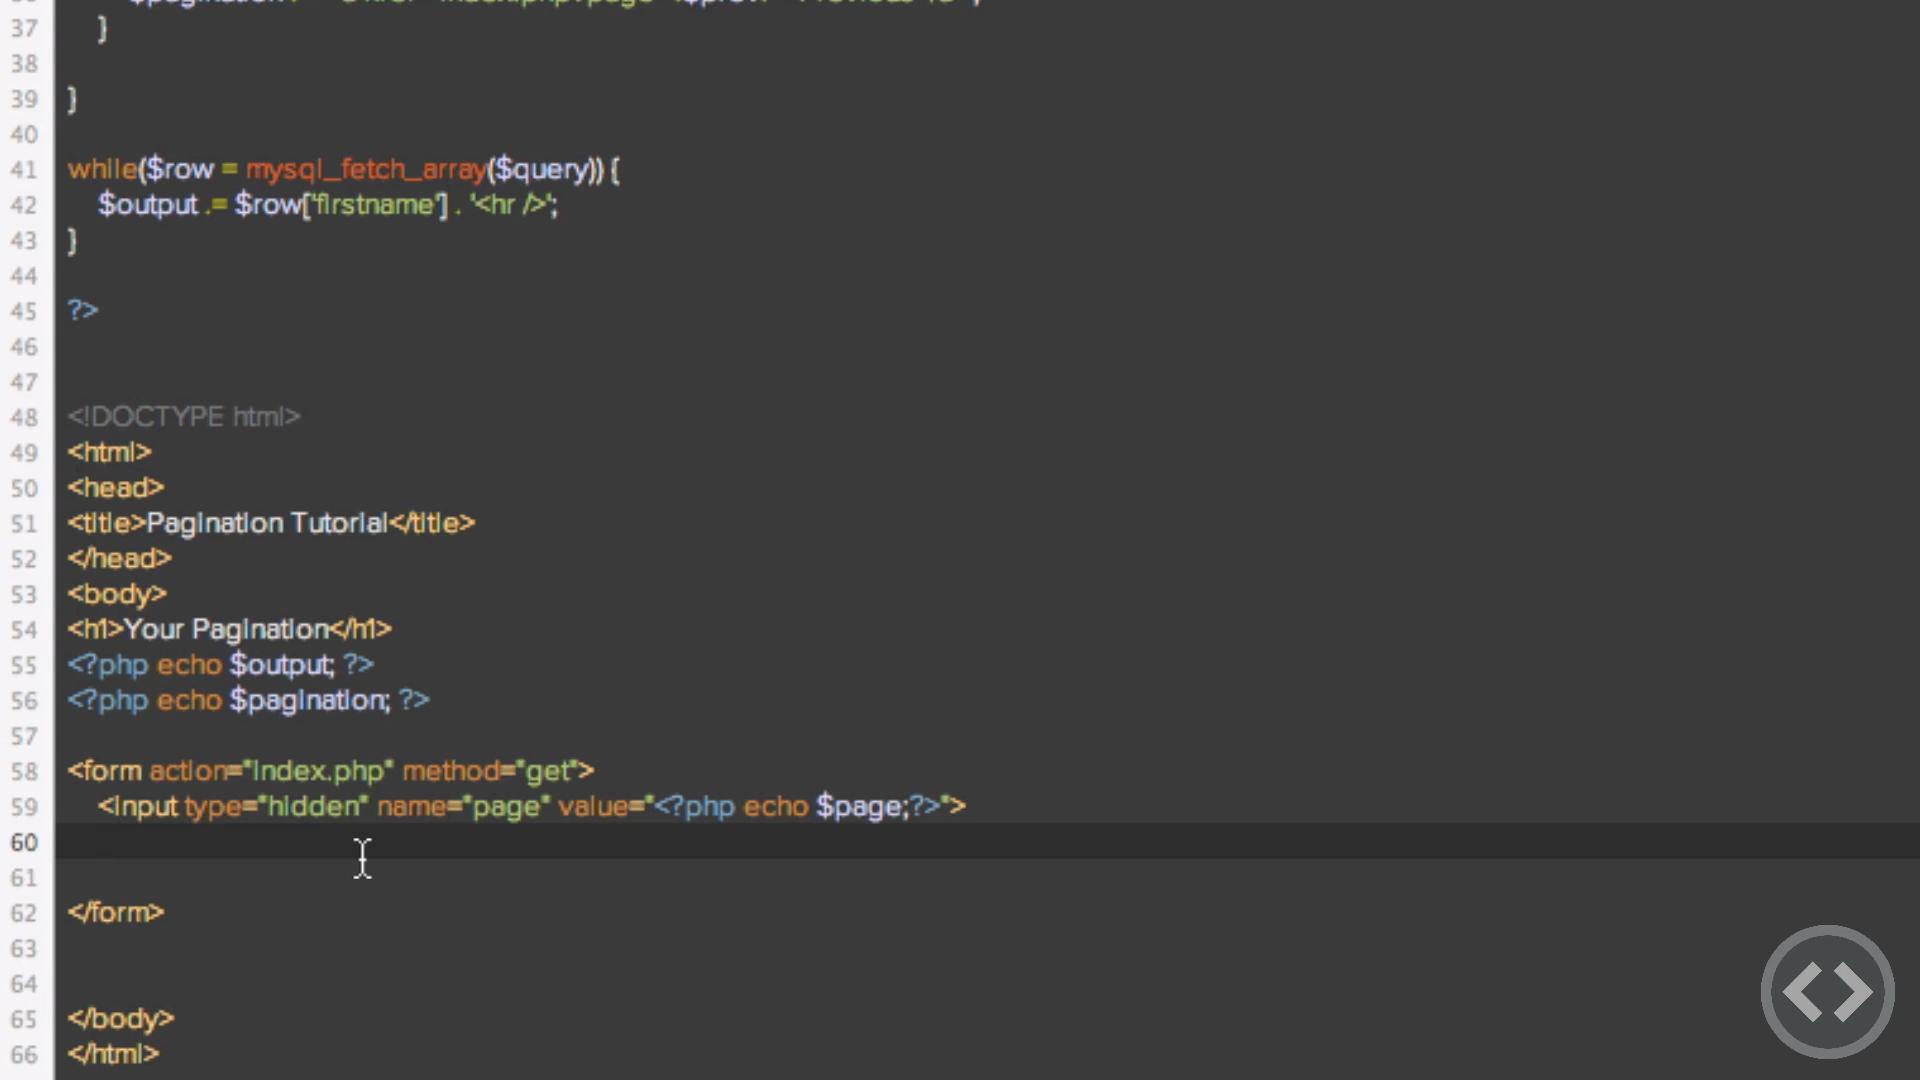 37 }
38
39 }
40
41 while($row = mysql_fetch_array($query)) {
42 $output .= $row['firstname'] . '<hr />';
43 }
44
45 ?>
46
47
48 <!DOCTYPE html>
49 <html>
50 <head>
51 <title>Pagination Tutorial</title>
52 </head>
53 <body>
54 <h1>Your Pagination</h1>
55 <?php echo $output; ?>
56 <?php echo $pagination; ?>
57
58 <form action="index.php" method="get">
59 <input type="hidden" name="page" value="<?php echo $page;?>">
60
61
62 </form>
63
64
65 </body>
66 </html>